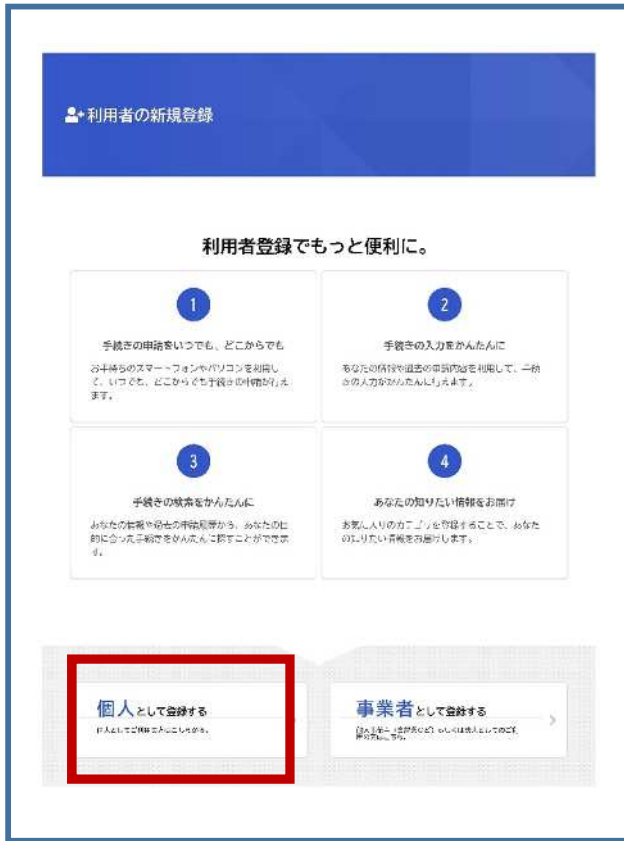 利用者の新規登録
利用者登録でもっと便利に。
1
手続きの申請をいつでも、どこからでも
お手持ちのスマートフォンやパソコンを利用し
て、いつでも、どこからでも手続きの申請が行え
ます。
2
手続きの入力をかんたんに
あなたの情報や過去の申請内容を利用して、手続
きの入力がかんたんに行えます。
3
手続きの検索をかんたんに
あなたの情報や過去の申請履歴から、あなたの目
的に合った手続きをかんたんに探すことができま
す。
4
あなたの知りたい情報をお届け
お気に入りのカテゴリを登録することで、あなた
の知りたい情報をお届けします。
個人として登録する
事業者として登録する